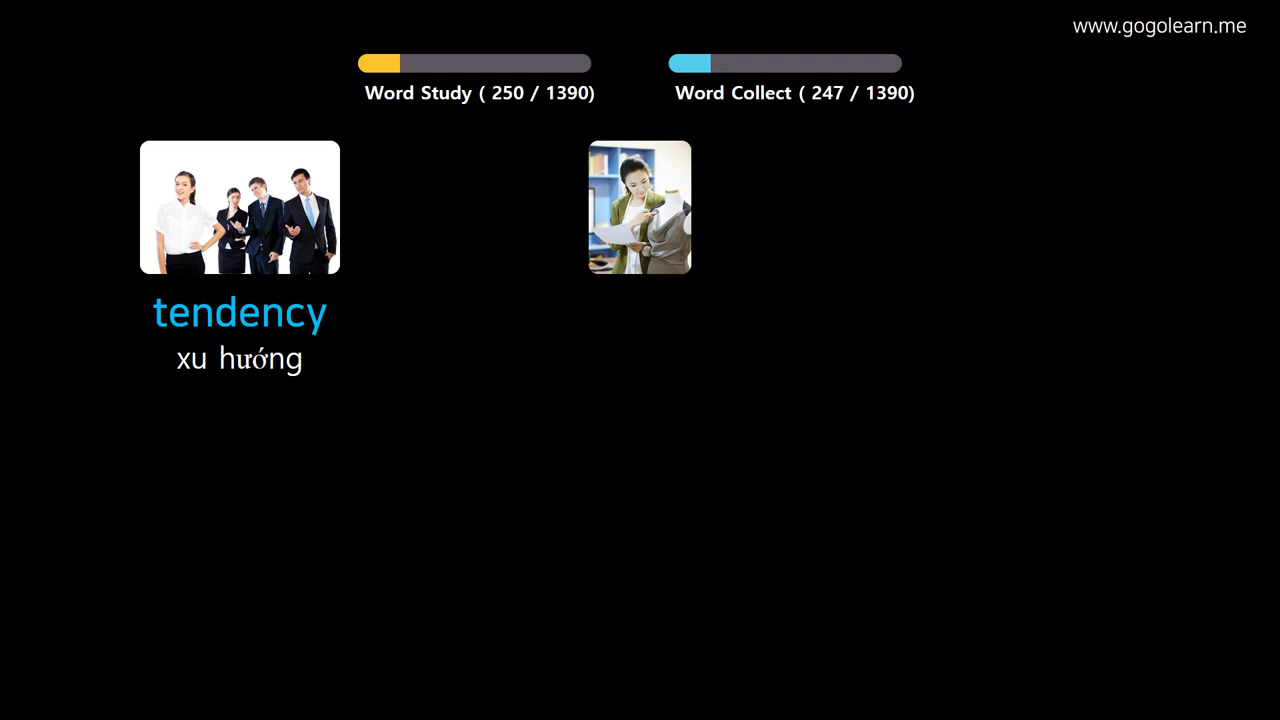 www.gogolearn.me
Word Study ( 250 / 1390)
Word Collect ( 247 / 1390)
tendency
xu hướng